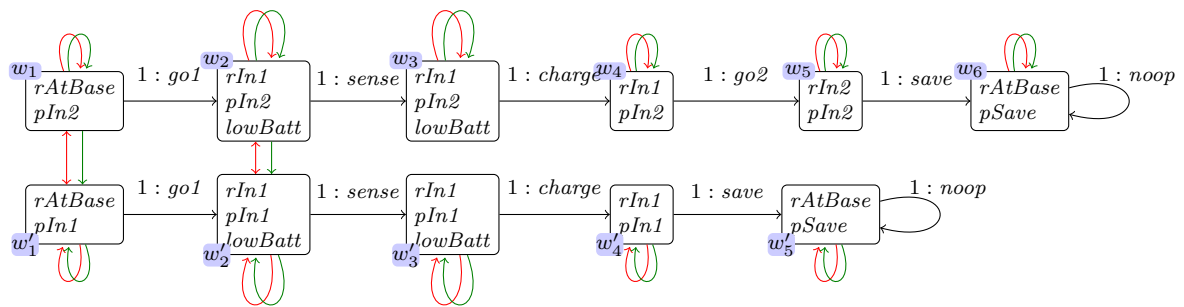 w₁
rAtBase
pIn2
1 : go1
w₂
rIn1
pIn2
lowBatt
1 : sense
w₃
rIn1
pIn2
lowBatt
1 : charge
w₄
rIn1
pIn2
1 : go2
w₅
rIn2
pIn2
1 : save
w₆
rAtBase
pSave
1 : noop
rAtBase
pIn1
w′₁
1 : go1
rIn1
pIn1
lowBatt
w′₂
1 : sense
rIn1
pIn1
lowBatt
w′₃
1 : charge
rIn1
pIn1
w′₄
1 : save
rAtBase
pSave
w′₅
1 : noop